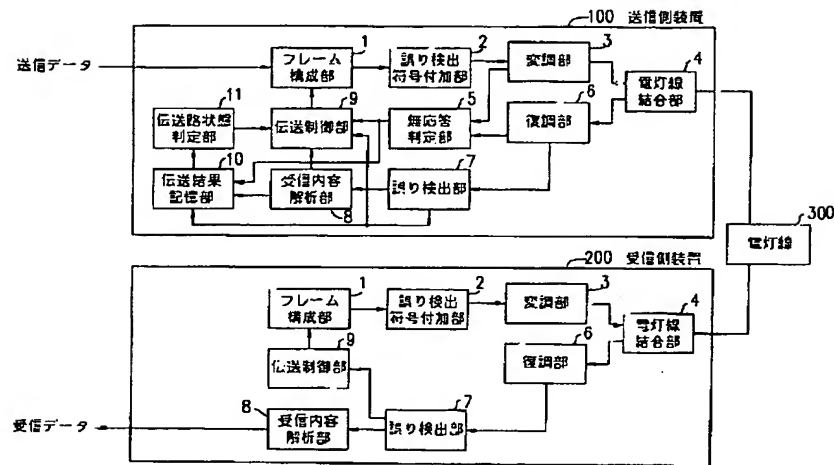 100 送信側装置
送信データ
1
フレーム
構成部
2
誤り検出
符号付加部
3
変調部
4
電灯線
結合部
11
伝送路状態
判定部
9
伝送制御部
5
無応答
判定部
6
復調部
10
伝送結果
記憶部
8
受信内容
解析部
7
誤り検出部
300
電灯線
200 受信側装置
1
フレーム
構成部
2
誤り検出
符号付加部
3
変調部
4
電灯線
結合部
9
伝送制御部
6
復調部
受信データ
8
受信内容
解析部
7
誤り検出部